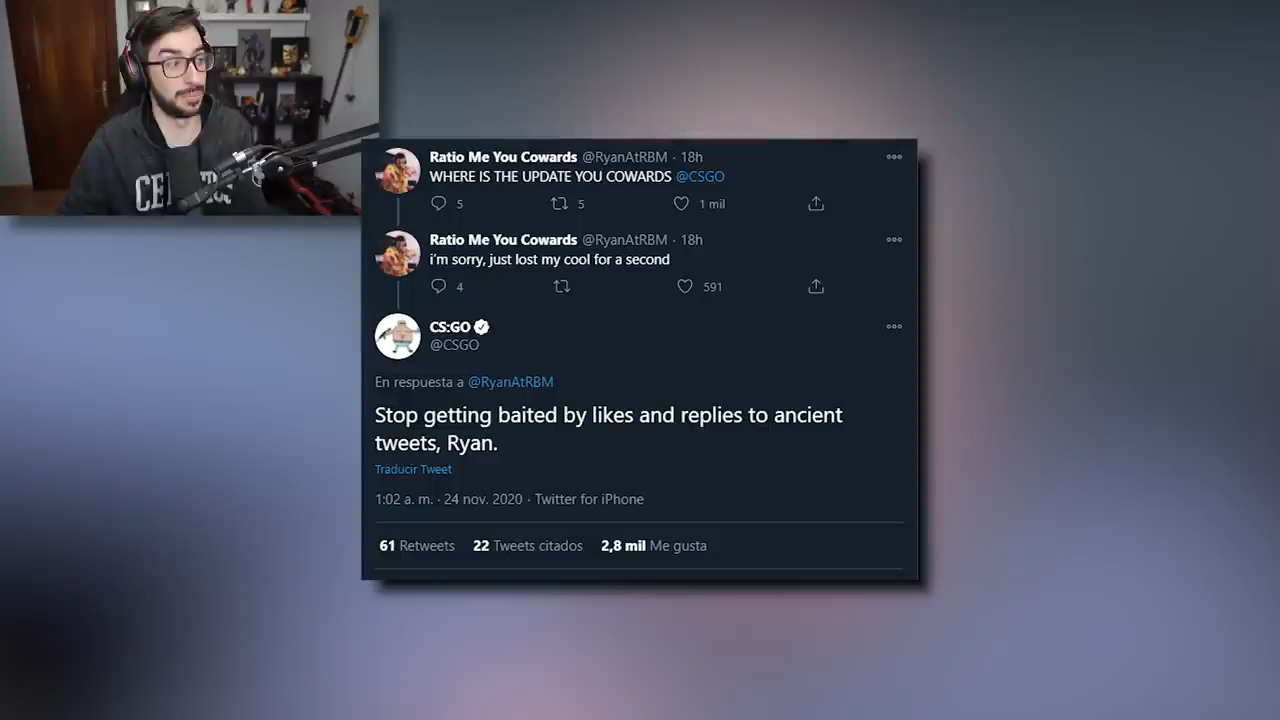 Ratio Me You Cowards @RyanAtRBM · 18h
WHERE IS THE UPDATE YOU COWARDS @CSGO
5 5 1 mil
Ratio Me You Cowards @RyanAtRBM · 18h
i'm sorry, just lost my cool for a second
4 591
CS:GO
@CSGO
En respuesta a @RyanAtRBM
Stop getting baited by likes and replies to ancient
tweets, Ryan.
Traducir Tweet
1:02 a. m. · 24 nov. 2020 · Twitter for iPhone
61 Retweets 22 Tweets citados 2,8 mil Me gusta